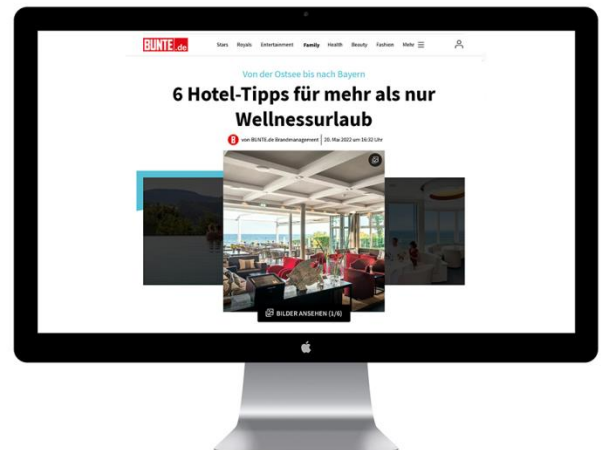 BUNTE.de
Stars Royals Entertainment Family Health Beauty Fashion Mehr
Von der Ostsee bis nach Bayern
6 Hotel-Tipps für mehr als nur
Wellnessurlaub
von BUNTE.de Brandmanagement | 20. Mai 2022 um 16:32 Uhr
BILDER ANSEHEN (1/6)